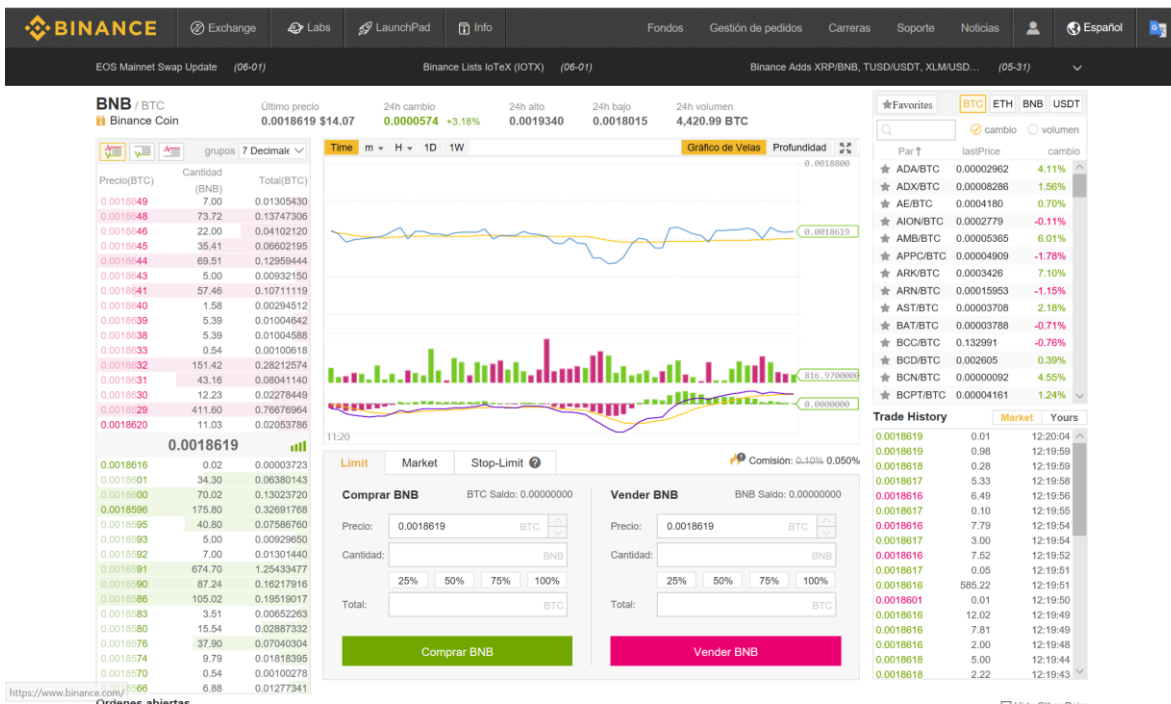 BINANCE Exchange Labs LaunchPad Info Fondos Gestión de pedidos Carreras Soporte Noticias Español
EOS Mainnet Swap Update (06-01) Binance Lists IoTeX (IOTX) (06-01) Binance Adds XRP/BNB, TUSD/USDT, XLM/USD... (05-31)
BNB / BTC
Binance Coin
Último precio
0.0018619 $14.07
24h cambio
0.0000574 +3.18%
24h alto
0.0019340
24h bajo
0.0018015
24h volumen
4,420.99 BTC
grupos 7 Decimale
Precio(BTC) Cantidad (BNB) Total(BTC)
0.0018649 7.00 0.01305430
0.0018648 73.72 0.13747306
0.0018646 22.00 0.04102120
0.0018645 35.41 0.06602195
0.0018644 69.51 0.12959444
0.0018643 5.00 0.00932150
0.0018641 57.46 0.10711119
0.0018640 1.58 0.00294512
0.0018639 5.39 0.01004642
0.0018638 5.39 0.01004588
0.0018633 0.54 0.00100618
0.0018632 151.42 0.28212574
0.0018631 43.16 0.08041140
0.0018630 12.23 0.02278449
0.0018629 411.60 0.76676964
0.0018620 11.03 0.02053786
0.0018619
0.0018616 0.02 0.00003723
0.0018601 34.30 0.06380143
0.0018600 70.02 0.13023720
0.0018596 175.80 0.32691768
0.0018595 40.80 0.07586760
0.0018593 5.00 0.00929650
0.0018592 7.00 0.01301440
0.0018591 674.70 1.25433477
0.0018590 87.24 0.16217916
0.0018586 105.02 0.19519017
0.0018583 3.51 0.00652263
0.0018580 15.54 0.02887332
0.0018576 37.90 0.07040304
0.0018574 9.79 0.01818395
0.0018570 0.54 0.00100278
8566 6.88 0.01277341
https://www.binance.com/
Time m H 1D 1W Gráfico de Velas Profundidad
0.0018800
0.0018619
816.9700000
0.0000000
11:20
Limit Market Stop-Limit Comisión: 0.10% 0.050%
Comprar BNB BTC Saldo: 0.00000000
Precio: 0.0018619 BTC
Cantidad: BNB
25% 50% 75% 100%
Total: BTC
Comprar BNB
Vender BNB BNB Saldo: 0.00000000
Precio: 0.0018619 BTC
Cantidad: BNB
25% 50% 75% 100%
Total: BTC
Vender BNB
Favorites BTC ETH BNB USDT
cambio volumen
Par lastPrice cambio
ADA/BTC 0.00002962 4.11%
ADX/BTC 0.00008286 1.56%
AE/BTC 0.0004180 0.70%
AION/BTC 0.0002779 -0.11%
AMB/BTC 0.00005365 6.01%
APPC/BTC 0.00004909 -1.78%
ARK/BTC 0.0003426 7.10%
ARN/BTC 0.00015953 -1.15%
AST/BTC 0.00003708 2.18%
BAT/BTC 0.00003788 -0.71%
BCC/BTC 0.132991 -0.76%
BCD/BTC 0.002605 0.39%
BCN/BTC 0.00000092 4.55%
BCPT/BTC 0.00004161 1.24%
Trade History Market Yours
0.0018619 0.01 12:20:04
0.0018619 0.98 12:19:59
0.0018618 0.28 12:19:59
0.0018617 5.33 12:19:58
0.0018616 6.49 12:19:56
0.0018617 0.10 12:19:55
0.0018616 7.79 12:19:54
0.0018617 3.00 12:19:54
0.0018616 7.52 12:19:52
0.0018617 0.05 12:19:51
0.0018616 585.22 12:19:51
0.0018601 0.01 12:19:50
0.0018616 12.02 12:19:49
0.0018616 7.81 12:19:49
0.0018616 2.00 12:19:48
0.0018618 5.00 12:19:44
0.0018618 2.22 12:19:43